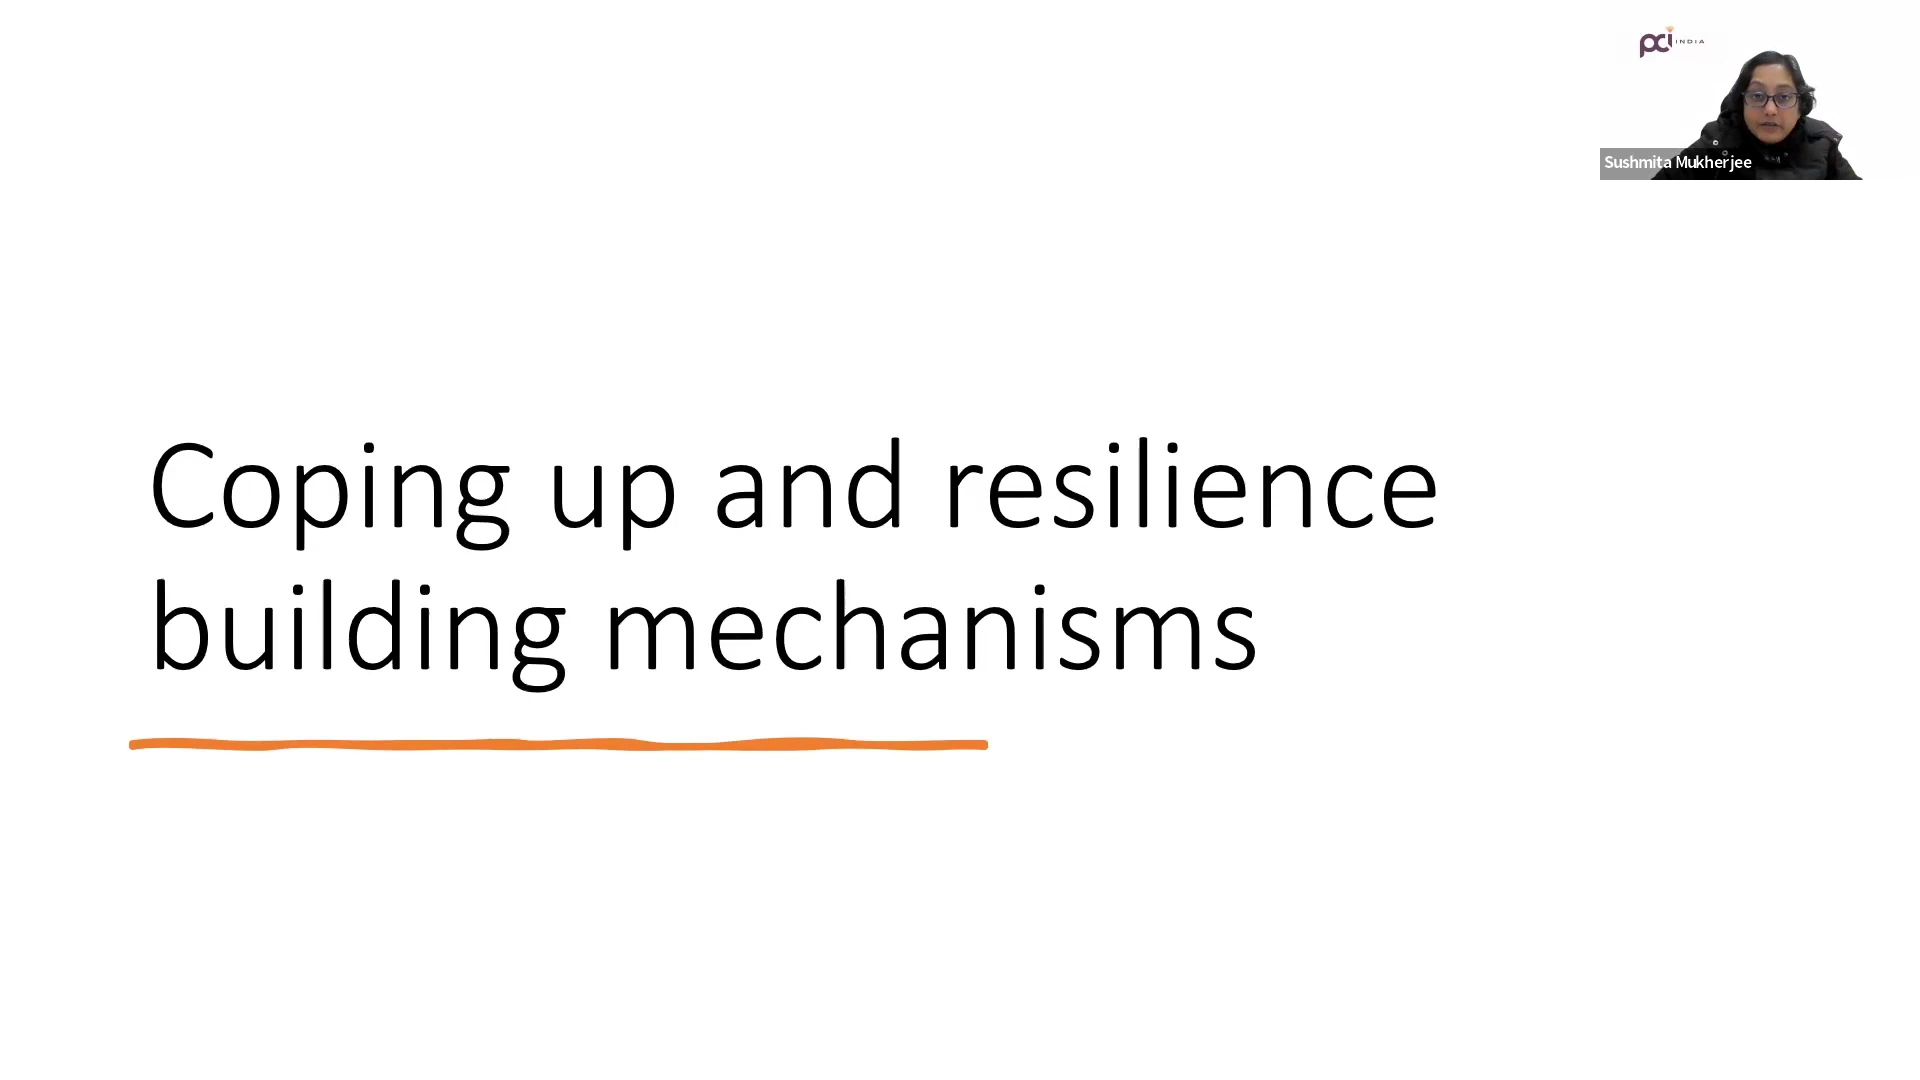 pci INDIA
Sushmita Mukherjee
Coping up and resilience
building mechanisms